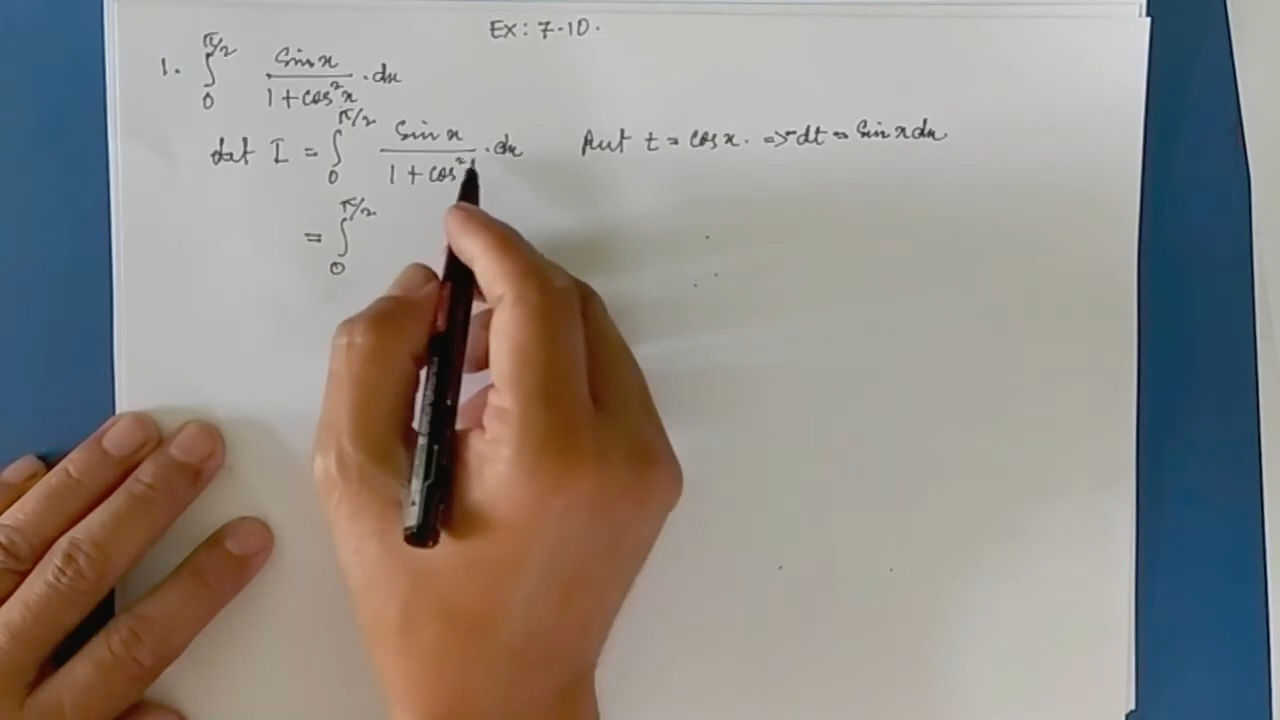 Ex: 7.10.
1. ∫₀^{π/2} Sin x / 1 + cos² x . dx
Let I = ∫₀^{π/2} Sin x / 1 + cos² . dx Put t = cos x. ⇒ -dt = Sin x dx
= ∫₀^{π/2}